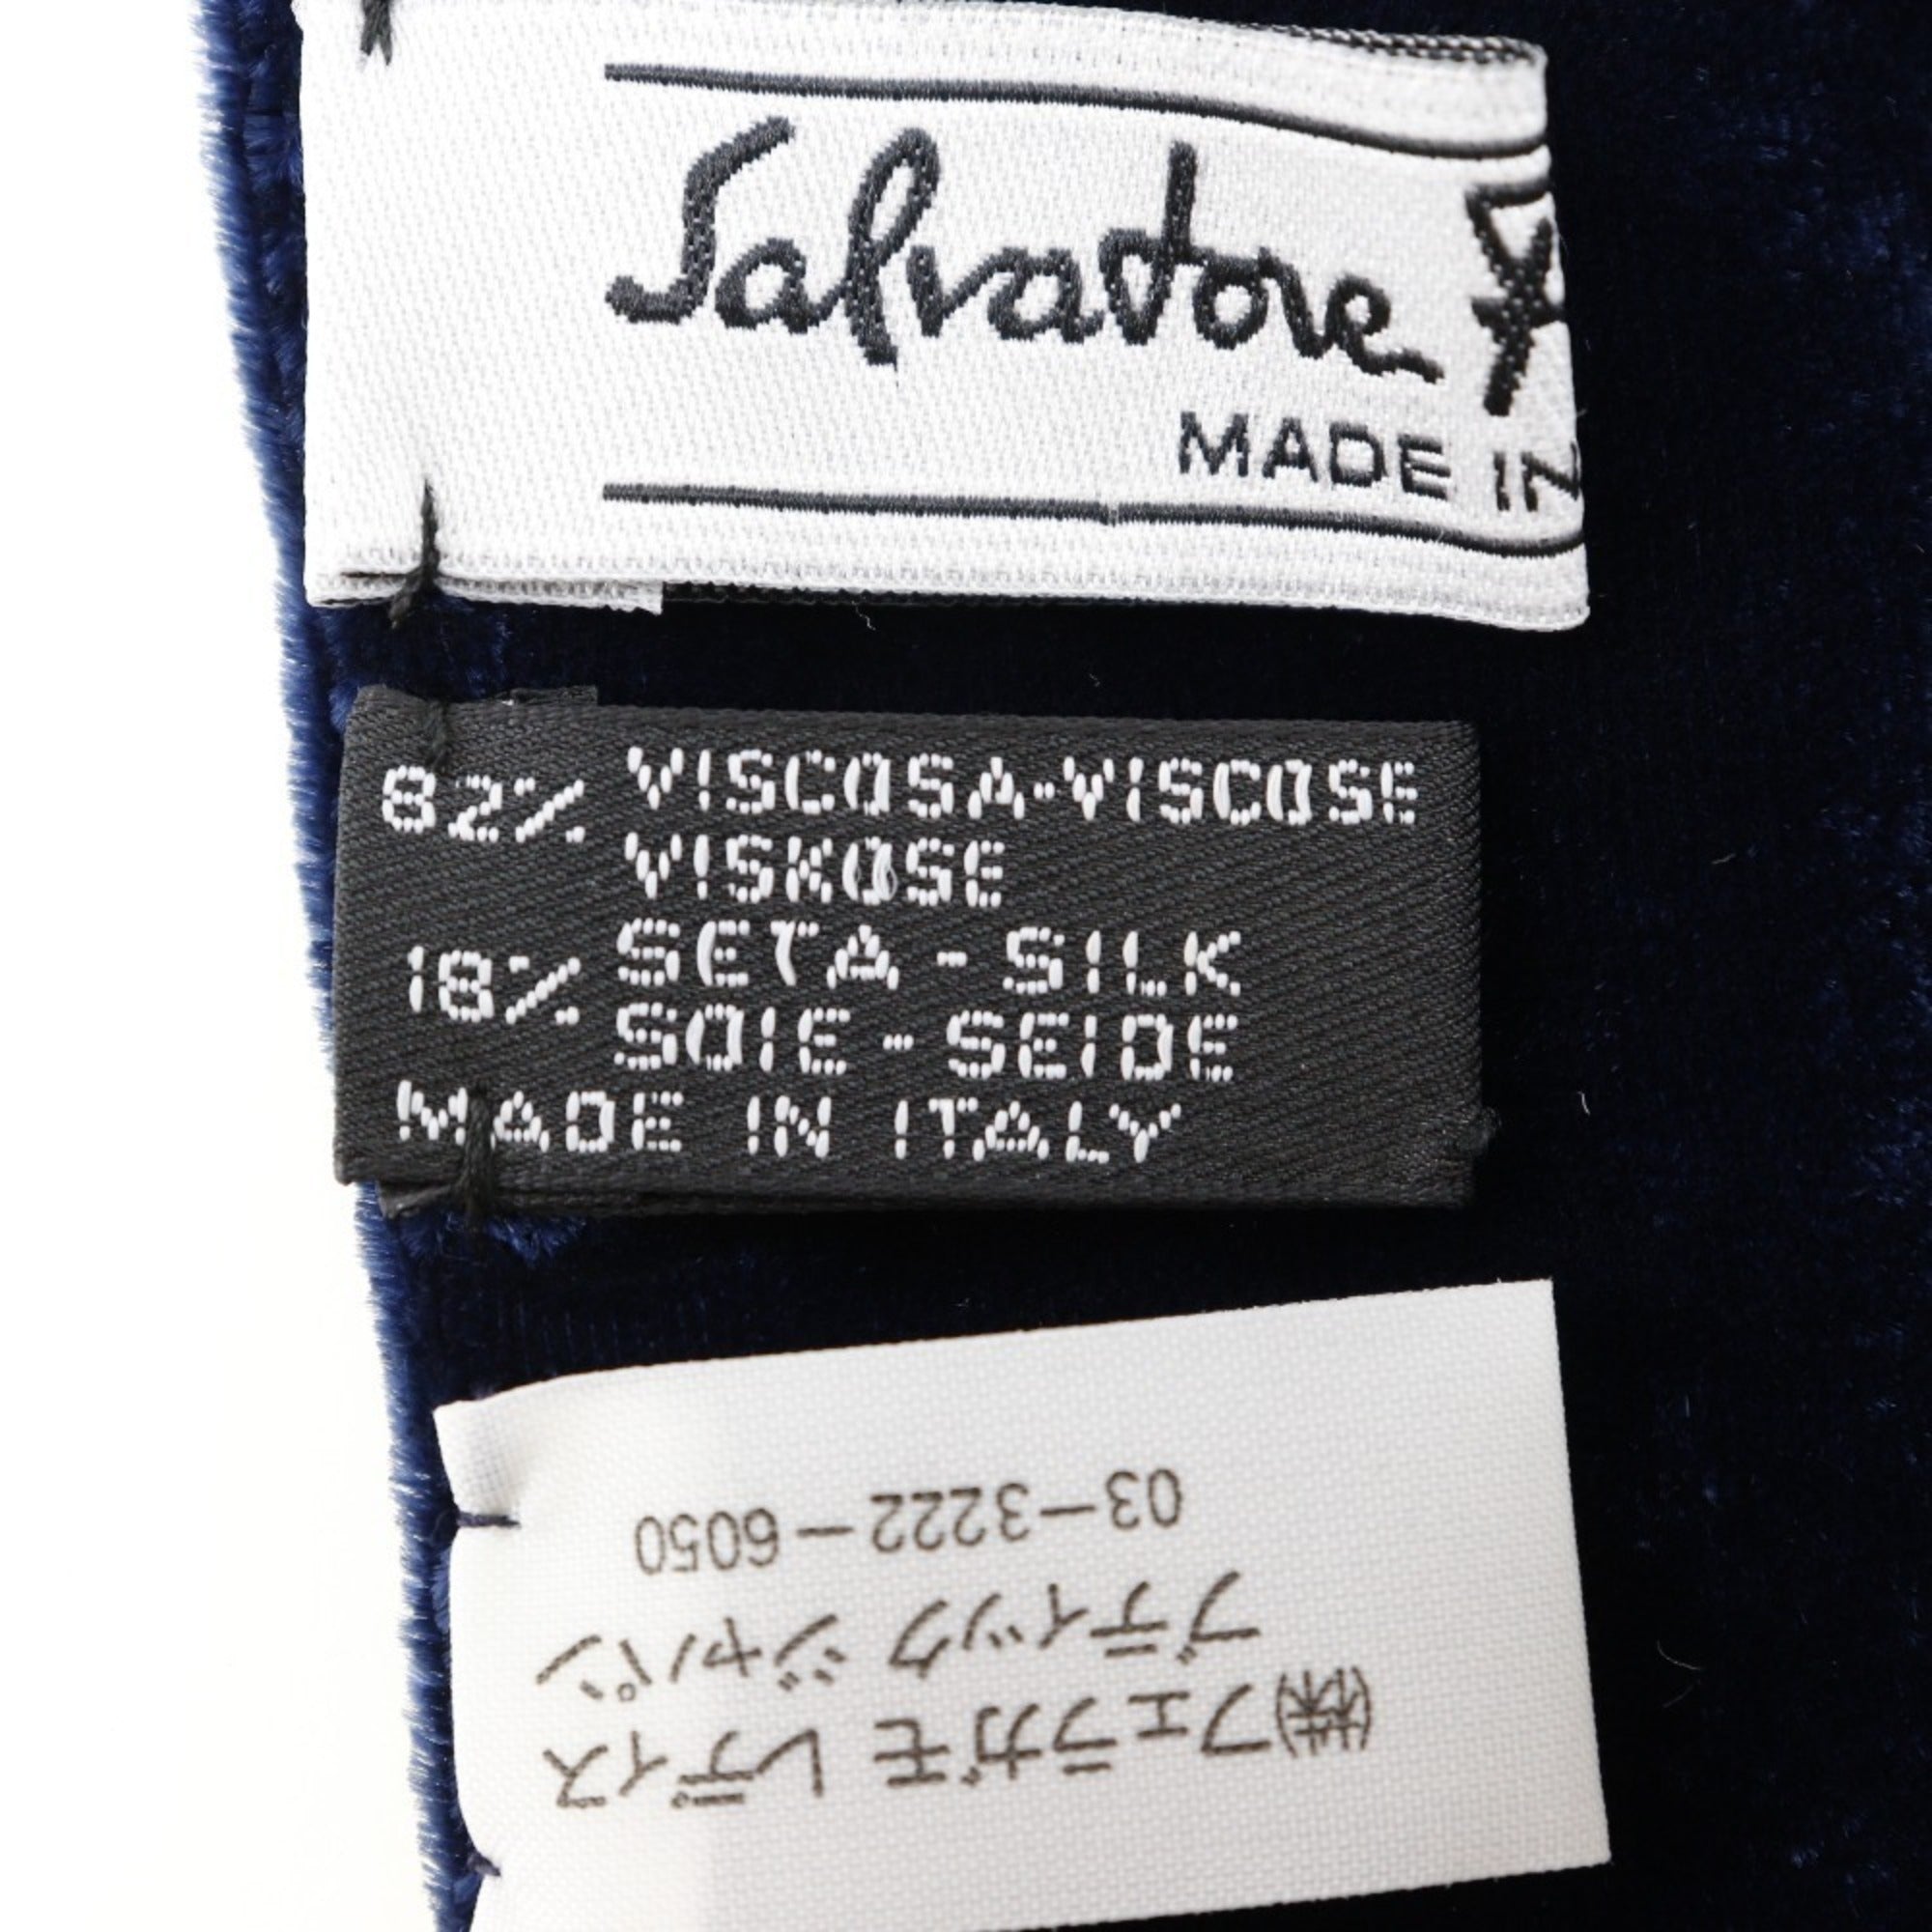 Salvatore F
MADE IN
82% VISCOSA-VISCOSE
VISKOSE
18% SETA - SILK
SOIE - SEIDE
MADE IN ITALY
㈱フェラガモ レディス
ブティック ジャパン
03-3222-6050